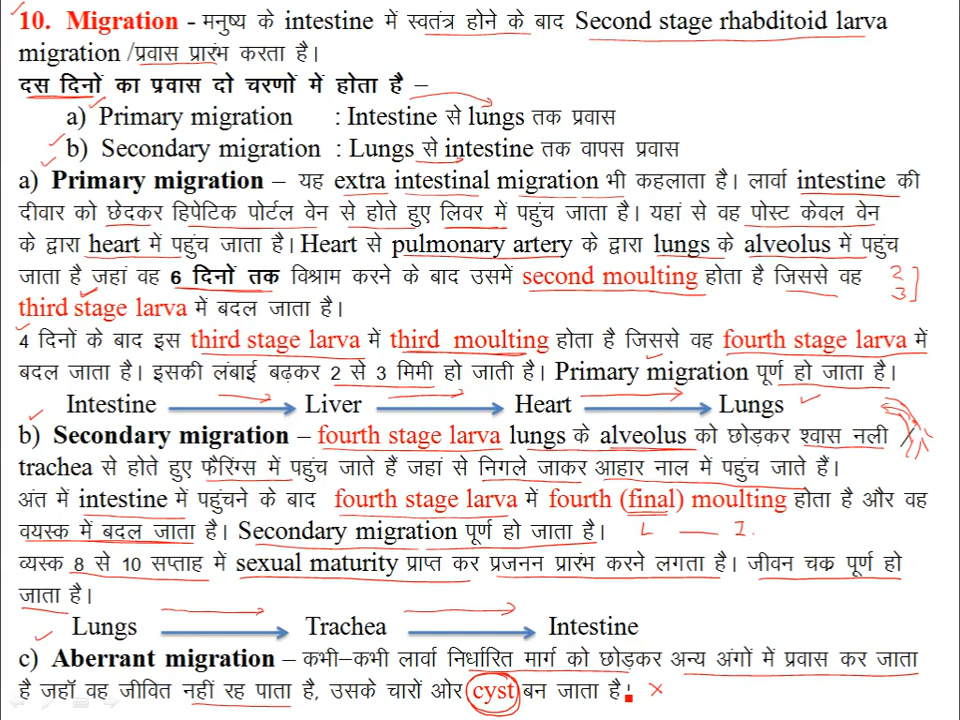 10. Migration - मनुष्य के intestine में स्वतंत्र होने के बाद Second stage rhabditoid larva
migration /प्रवास प्रारंभ करता है।
दस दिनों का प्रवास दो चरणों में होता है –
a) Primary migration : Intestine से lungs तक प्रवास
b) Secondary migration : Lungs से intestine तक वापस प्रवास
a) Primary migration – यह extra intestinal migration भी कहलाता है। लार्वा intestine की
दीवार को छेदकर हिपेटिक पोर्टल वेन से होते हुए लिवर में पहुंच जाता है। यहां से वह पोस्ट केवल वेन
के द्वारा heart में पहुंच जाता है। Heart से pulmonary artery के द्वारा lungs के alveolus में पहुंच
जाता है जहां वह 6 दिनों तक विश्राम करने के बाद उसमें second moulting होता है जिससे वह 2
3
third stage larva में बदल जाता है।
4 दिनों के बाद इस third stage larva में third moulting होता है जिससे वह fourth stage larva में
बदल जाता है। इसकी लंबाई बढ़कर 2 से 3 मिमी हो जाती है। Primary migration पूर्ण हो जाता है।
Intestine Liver Heart Lungs
b) Secondary migration – fourth stage larva lungs के alveolus को छोड़कर श्वास नली /
trachea से होते हुए फैरिंग्स में पहुंच जाते हैं जहां से निगले जाकर आहार नाल में पहुंच जाते हैं।
अंत में intestine में पहुंचने के बाद fourth stage larva में fourth (final) moulting होता है और वह
वयस्क में बदल जाता है। Secondary migration पूर्ण हो जाता है। L — I.
व्यस्क 8 से 10 सप्ताह में sexual maturity प्राप्त कर प्रजनन प्रारंभ करने लगता है। जीवन चक्र पूर्ण हो
जाता है।
Lungs Trachea Intestine
c) Aberrant migration – कभी–कभी लार्वा निर्धारित मार्ग को छोड़कर अन्य अंगों में प्रवास कर जाता
है जहॉ वह जीवित नहीं रह पाता है, उसके चारों ओर cyst बन जाता है।